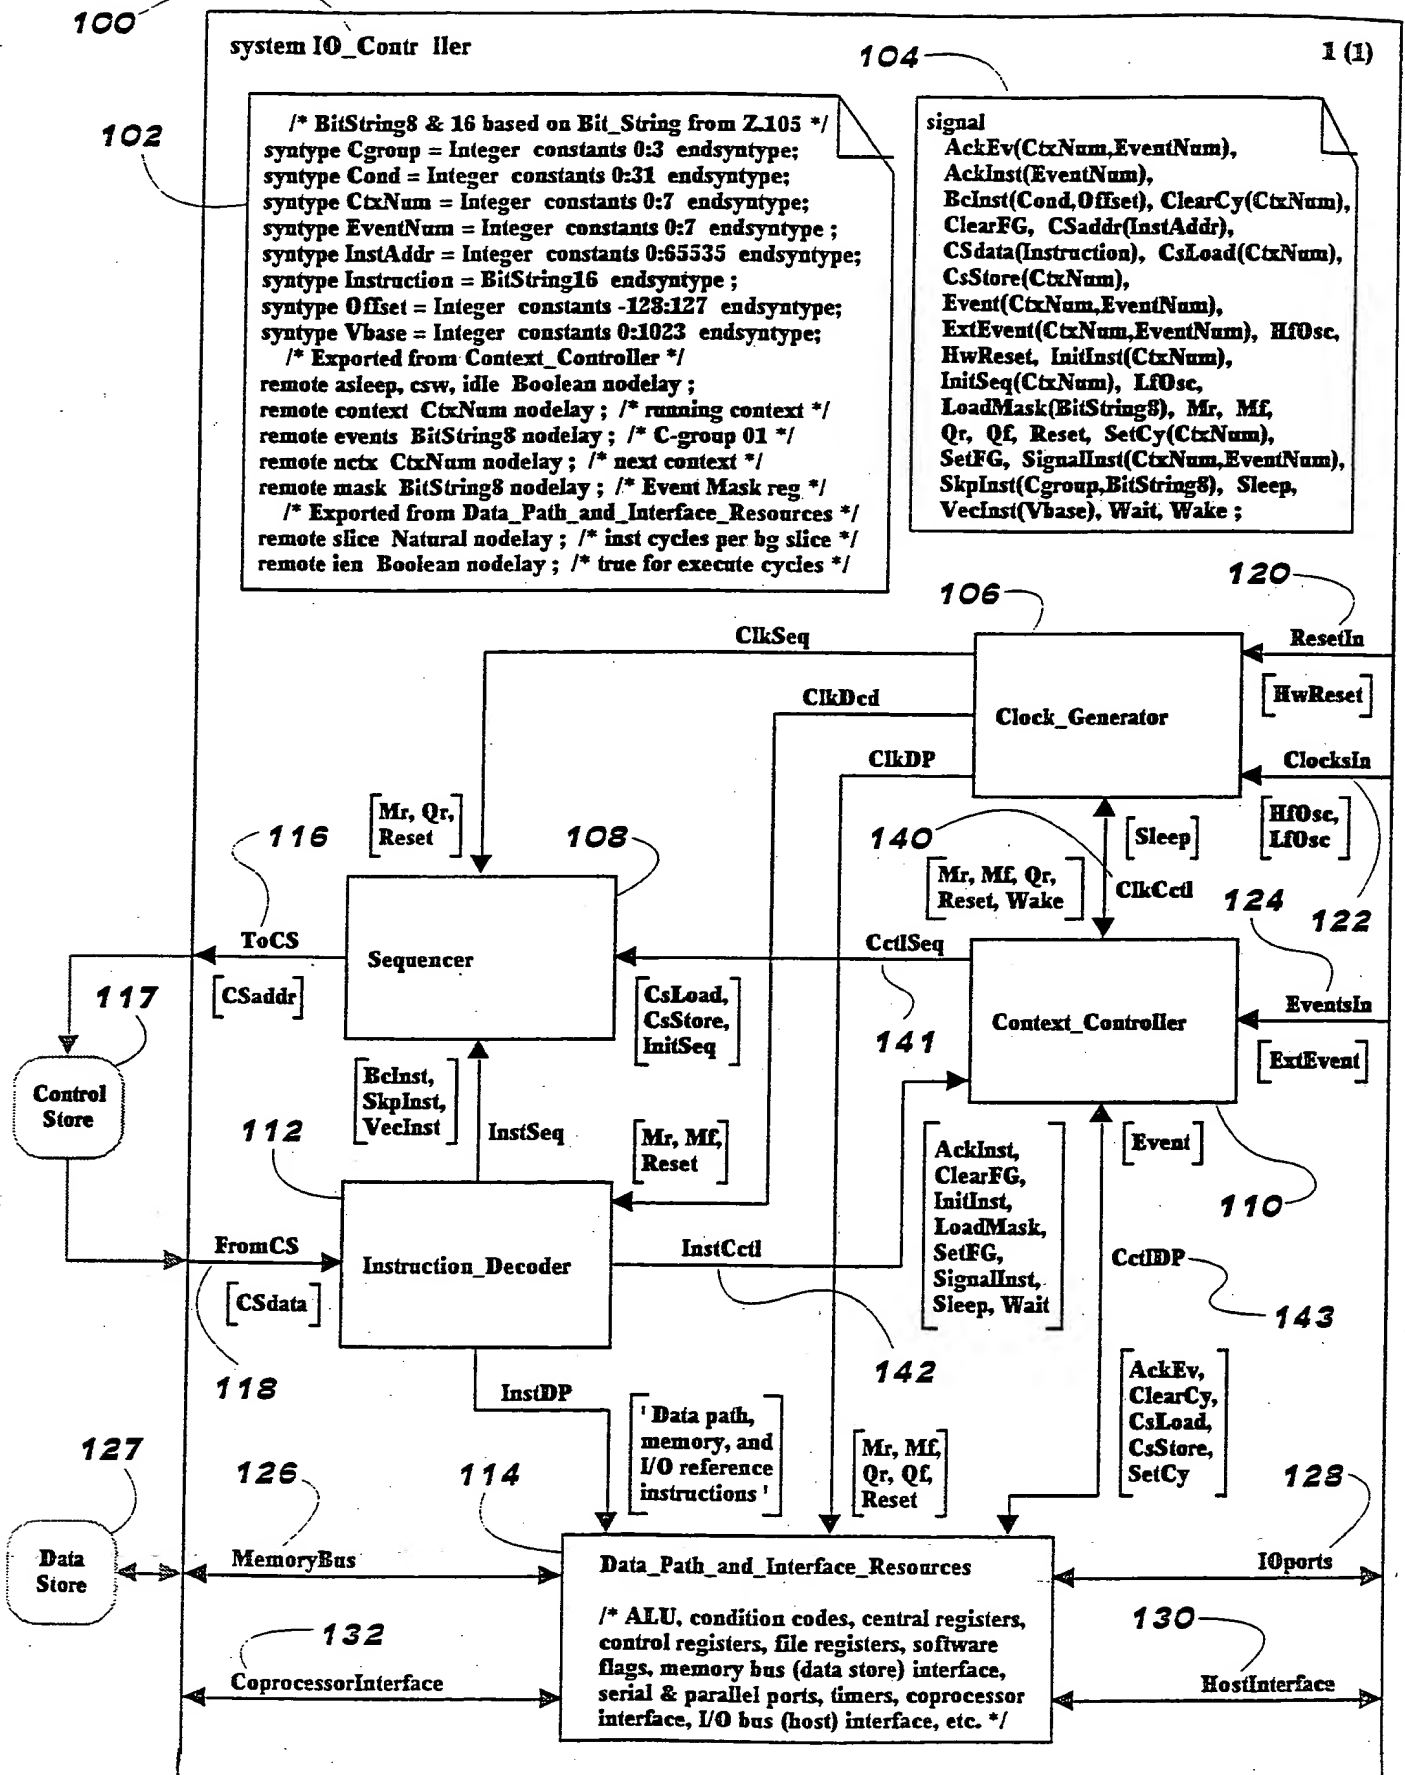 100
system IO_Contr ller
1 (1)
102
/* BitString8 & 16 based on Bit_String from Z.105 */
syntype Cgroup = Integer constants 0:3 endsyntype;
syntype Cond = Integer constants 0:31 endsyntype;
syntype CtxNum = Integer constants 0:7 endsyntype;
syntype EventNum = Integer constants 0:7 endsyntype ;
syntype InstAddr = Integer constants 0:65535 endsyntype;
syntype Instruction = BitString16 endsyntype ;
syntype Offset = Integer constants -128:127 endsyntype;
syntype Vbase = Integer constants 0:1023 endsyntype;
/* Exported from Context_Controller */
remote asleep, csw, idle Boolean nodelay ;
remote context CtxNum nodelay ; /* running context */
remote events BitString8 nodelay ; /* C-group 01 */
remote nctx CtxNum nodelay ; /* next context */
remote mask BitString8 nodelay ; /* Event Mask reg */
/* Exported from Data_Path_and_Interface_Resources */
remote slice Natural nodelay ; /* inst cycles per bg slice */
remote ien Boolean nodelay ; /* true for execute cycles */
104
signal
AckEv(CtxNum,EventNum),
AckInst(EventNum),
BcInst(Cond,Offset), ClearCy(CtxNum),
ClearFG, CSaddr(InstAddr),
CSdata(Instruction), CsLoad(CtxNum),
CsStore(CtxNum),
Event(CtxNum,EventNum),
ExtEvent(CtxNum,EventNum), HfOsc,
HwReset, InitInst(CtxNum),
InitSeq(CtxNum), LfOsc,
LoadMask(BitString8), Mr, Mf,
Qr, Qf, Reset, SetCy(CtxNum),
SetFG, SignalInst(CtxNum,EventNum),
SkpInst(Cgroup,BitString8), Sleep,
VecInst(Vbase), Wait, Wake ;
106
120
ClkSeq
ResetIn
[HwReset]
ClkDcd
Clock_Generator
ClkDP
ClocksIn
[HfOsc,
LfOsc]
122
[Mr, Qr,
Reset]
116
108
140
[Sleep]
[Mr, Mf, Qr,
Reset, Wake]
ClkCctl
124
ToCS
[CSaddr]
Sequencer
CctlSeq
[CsLoad,
CsStore,
InitSeq]
141
Context_Controller
EventsIn
[ExtEvent]
117
Control
Store
[BcInst,
SkpInst,
VecInst]
InstSeq
112
[Mr, Mf,
Reset]
[AckInst,
ClearFG,
InitInst,
LoadMask,
SetFG,
SignalInst,
Sleep, Wait]
[Event]
110
FromCS
[CSdata]
118
Instruction_Decoder
InstCctl
142
CctlDP
143
InstDP
[' Data path,
memory, and
I/O reference
instructions ']
[Mr, Mf,
Qr, Qf,
Reset]
[AckEv,
ClearCy,
CsLoad,
CsStore,
SetCy]
127
126
114
128
Data
Store
MemoryBus
Data_Path_and_Interface_Resources
IOports
/* ALU, condition codes, central registers,
control registers, file registers, software
flags, memory bus (data store) interface,
serial & parallel ports, timers, coprocessor
interface, I/O bus (host) interface, etc. */
132
CoprocessorInterface
130
HostInterface